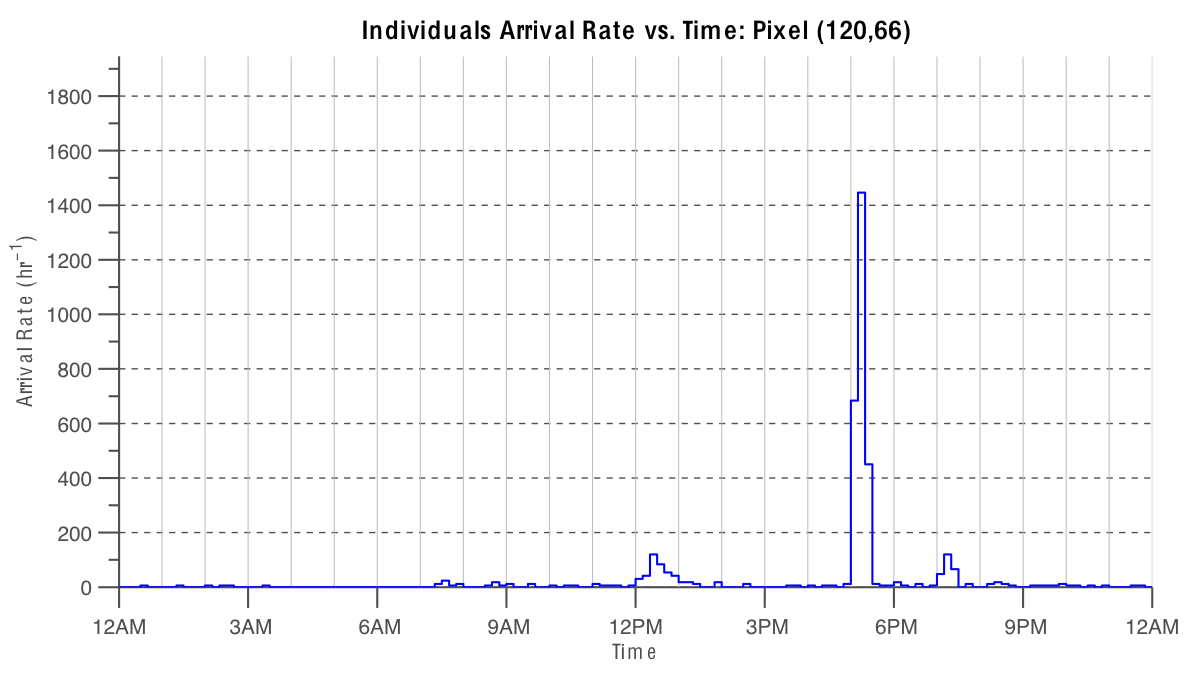 Individuals Arrival Rate vs. Time: Pixel (120,66)
1800
1600
1400
1200
1000
800
600
400
200
0
Arrival Rate (hr⁻¹)
12AM 3AM 6AM 9AM 12PM 3PM 6PM 9PM 12AM
Time